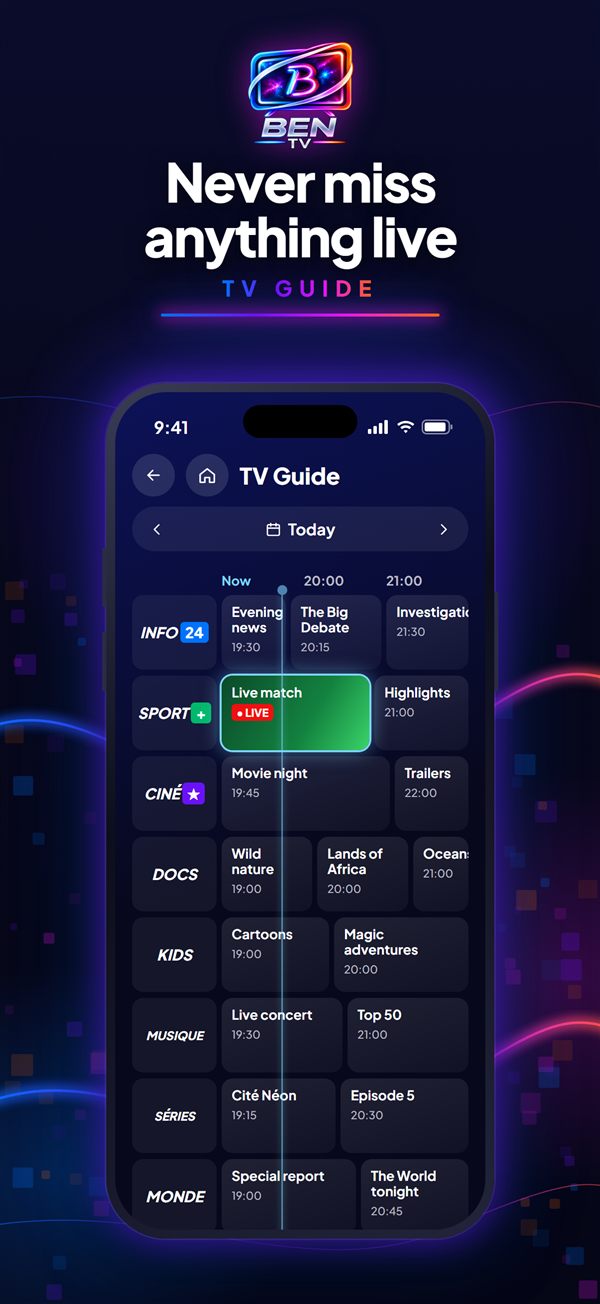 B
BEN
TV
Never miss
anything live
TV GUIDE
9:41
TV Guide
Today
Now 20:00 21:00
INFO 24
Evening
news
19:30
The Big
Debate
20:15
Investigatio
21:30
SPORT +
Live match
LIVE
Highlights
21:00
CINÉ
Movie night
19:45
Trailers
22:00
DOCS
Wild
nature
19:00
Lands of
Africa
20:00
Oceans
21:00
KIDS
Cartoons
19:00
Magic
adventures
20:00
MUSIQUE
Live concert
19:30
Top 50
21:00
SÉRIES
Cité Néon
19:15
Episode 5
20:30
MONDE
Special report
19:00
The World
tonight
20:45